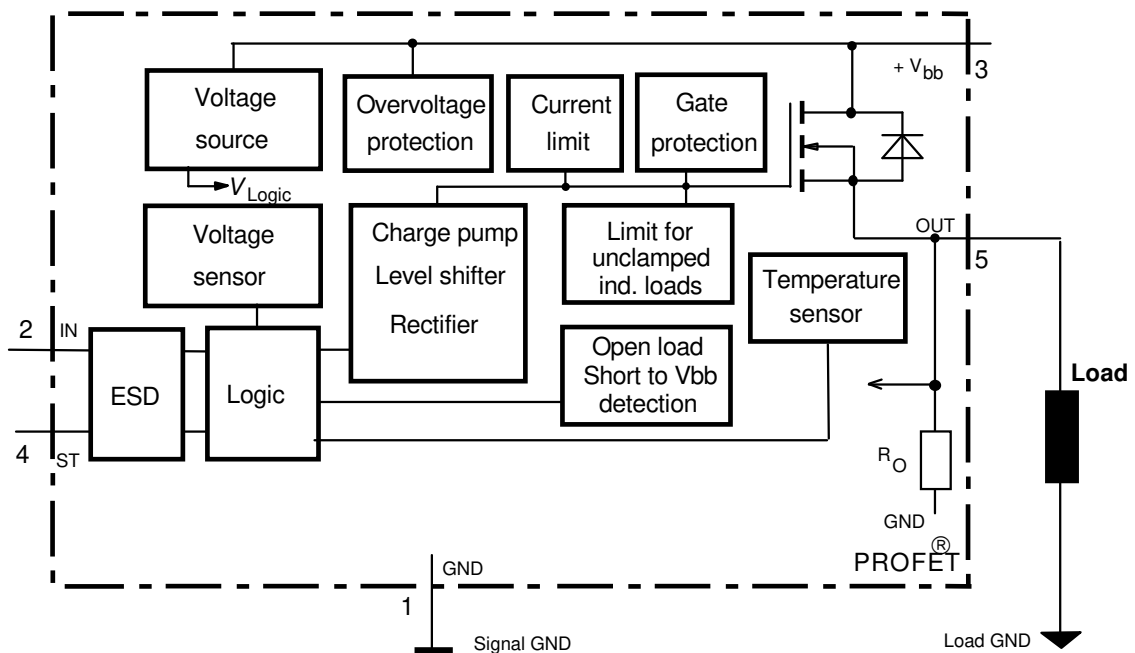 + V bb
3
Voltage
source
Overvoltage
protection
Current
limit
Gate
protection
V Logic
Voltage
sensor
Charge pump
Level shifter
Rectifier
Limit for
unclamped
ind. loads
OUT
5
Temperature
sensor
2
IN
ESD
Logic
Open load
Short to Vbb
detection
Load
4
ST
R O
GND
PROFET ®
GND
1
Signal GND
Load GND